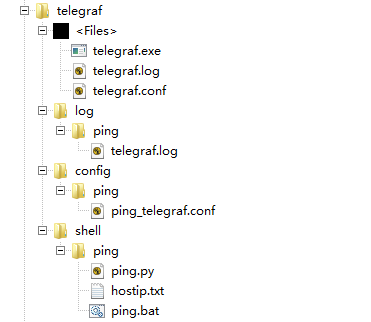 telegraf
<Files>
telegraf.exe
telegraf.log
telegraf.conf
log
ping
telegraf.log
config
ping
ping_telegraf.conf
shell
ping
ping.py
hostip.txt
ping.bat